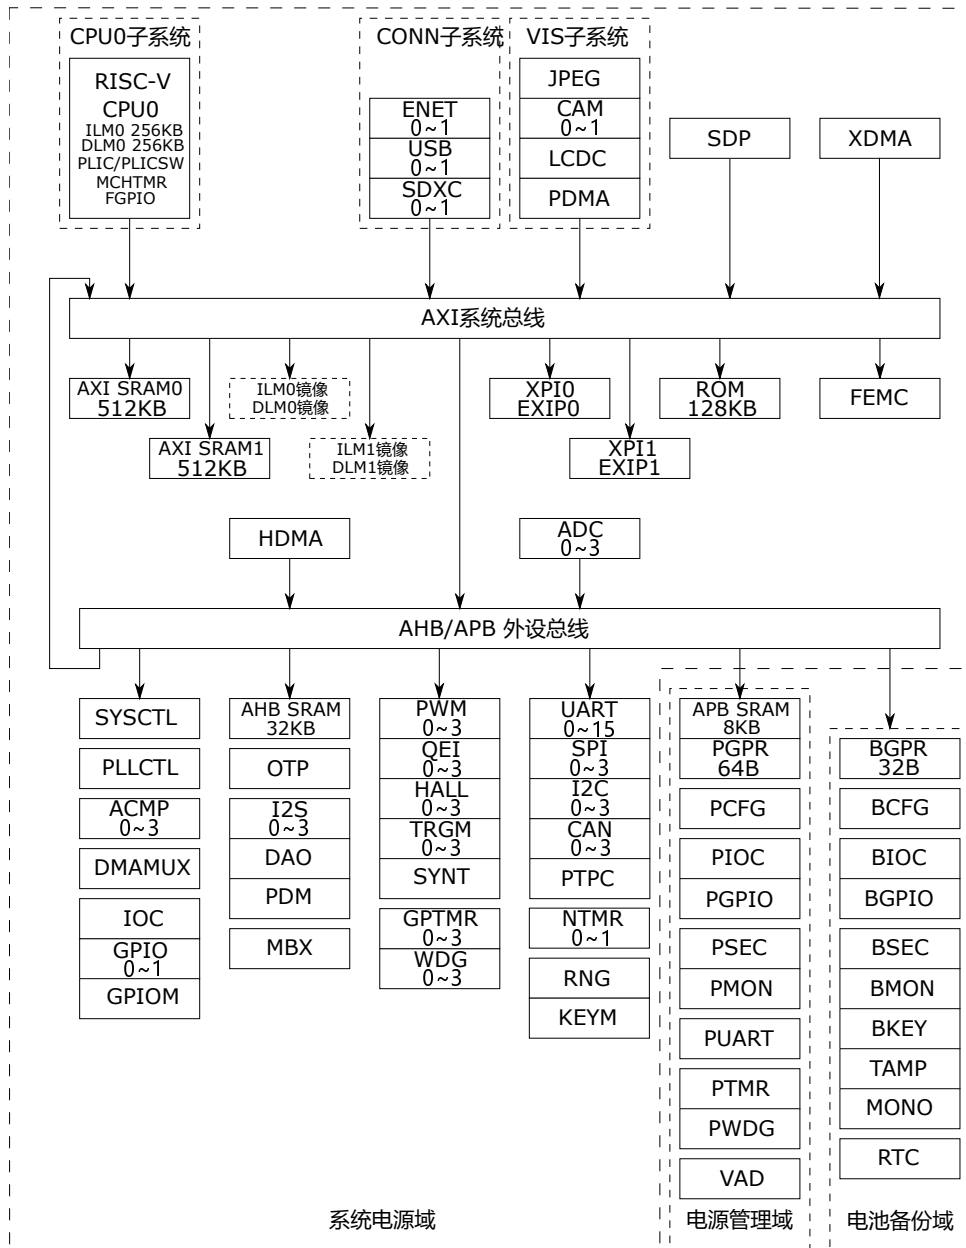 CPU0子系统
CONN子系统
VIS子系统
RISC-V
CPU0
ILM0 256KB
DLM0 256KB
PLIC/PLICSW
MCHTMR
FGPIO
ENET
0~1
USB
0~1
SDXC
0~1
JPEG
CAM
0~1
LCDC
PDMA
SDP
XDMA
AXI系统总线
AXI SRAM0
512KB
ILM0镜像
DLM0镜像
XPI0
EXIP0
ROM
128KB
FEMC
AXI SRAM1
512KB
ILM1镜像
DLM1镜像
XPI1
EXIP1
HDMA
ADC
0~3
AHB/APB 外设总线
SYSCTL
PLLCTL
ACMP
0~3
DMAMUX
IOC
GPIO
0~1
GPIOM
AHB SRAM
32KB
OTP
I2S
0~3
DAO
PDM
MBX
PWM
0~3
QEI
0~3
HALL
0~3
TRGM
0~3
SYNT
GPTMR
0~3
WDG
0~3
UART
0~15
SPI
0~3
I2C
0~3
CAN
0~3
PTPC
NTMR
0~1
RNG
KEYM
APB SRAM
8KB
PGPR
64B
PCFG
PIOC
PGPIO
PSEC
PMON
PUART
PTMR
PWDG
VAD
BGPR
32B
BCFG
BIOC
BGPIO
BSEC
BMON
BKEY
TAMP
MONO
RTC
系统电源域
电源管理域
电池备份域